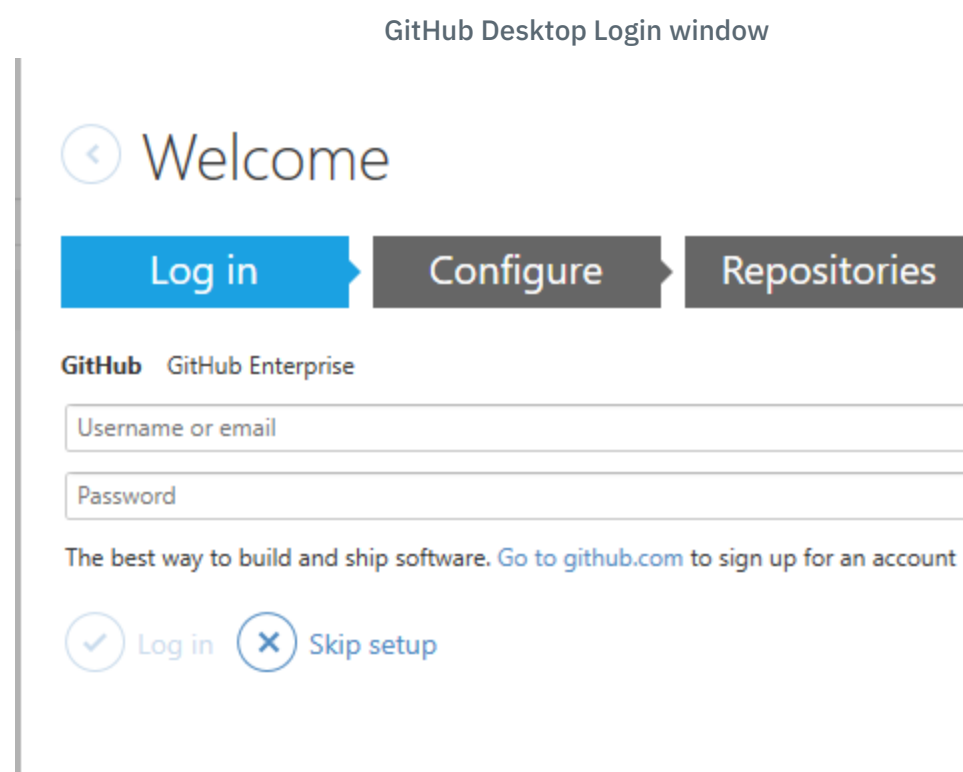 GitHub Desktop Login window
Welcome
Log in Configure Repositories
GitHub GitHub Enterprise
Username or email
Password
The best way to build and ship software. Go to github.com to sign up for an account
Log in Skip setup